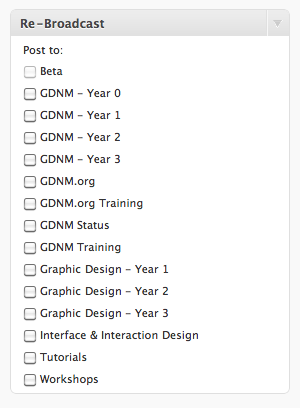 Re-Broadcast
Post to:
Beta
GDNM - Year 0
GDNM - Year 1
GDNM - Year 2
GDNM - Year 3
GDNM.org
GDNM.org Training
GDNM Status
GDNM Training
Graphic Design - Year 1
Graphic Design - Year 2
Graphic Design - Year 3
Interface & Interaction Design
Tutorials
Workshops